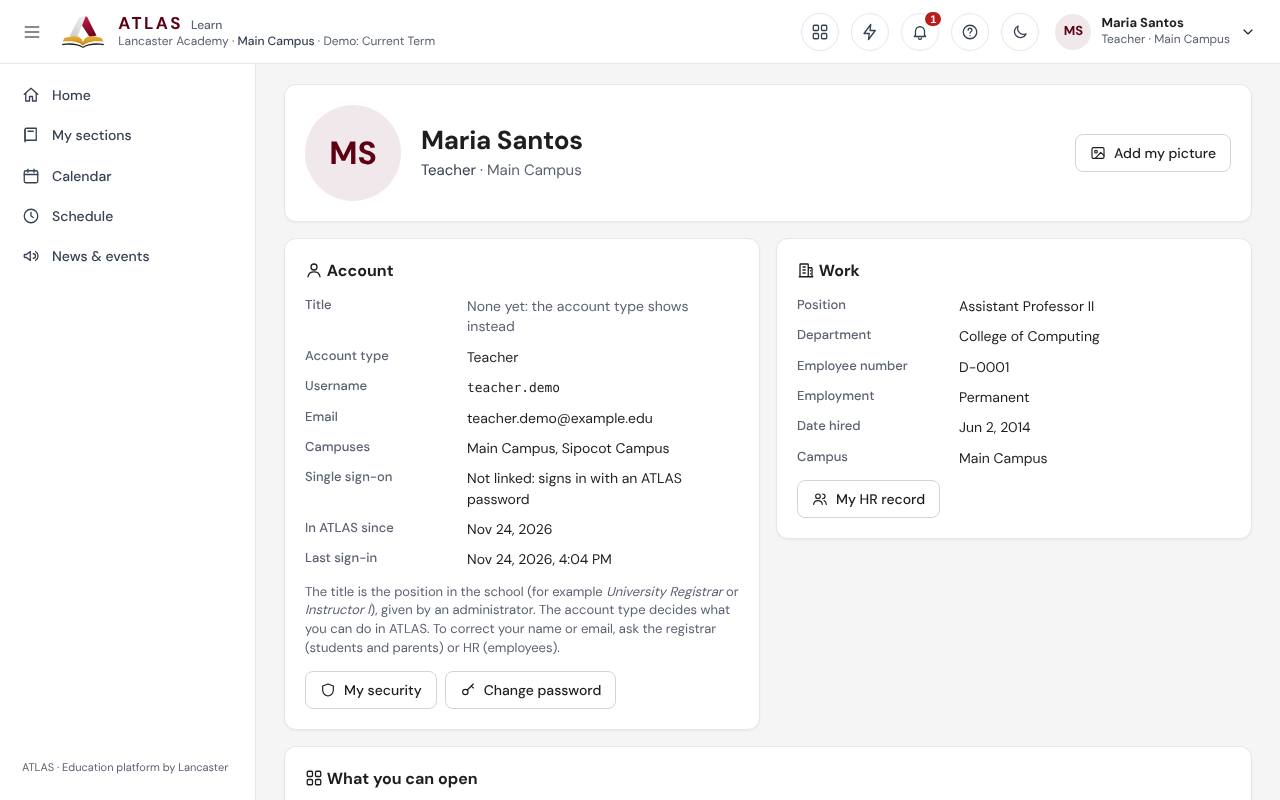 ATLAS Learn
Lancaster Academy · Main Campus · Demo: Current Term
1
MS
Maria Santos
Teacher · Main Campus
Home
My sections
Calendar
Schedule
News & events
ATLAS · Education platform by Lancaster
MS
Maria Santos
Teacher · Main Campus
Add my picture
Account
Title
None yet: the account type shows
instead
Account type
Teacher
Username
teacher.demo
Email
teacher.demo@example.edu
Campuses
Main Campus, Sipocot Campus
Single sign-on
Not linked: signs in with an ATLAS
password
In ATLAS since
Nov 24, 2026
Last sign-in
Nov 24, 2026, 4:04 PM
The title is the position in the school (for example University Registrar or
Instructor I), given by an administrator. The account type decides what
you can do in ATLAS. To correct your name or email, ask the registrar
(students and parents) or HR (employees).
My security
Change password
Work
Position
Assistant Professor II
Department
College of Computing
Employee number
D-0001
Employment
Permanent
Date hired
Jun 2, 2014
Campus
Main Campus
My HR record
What you can open